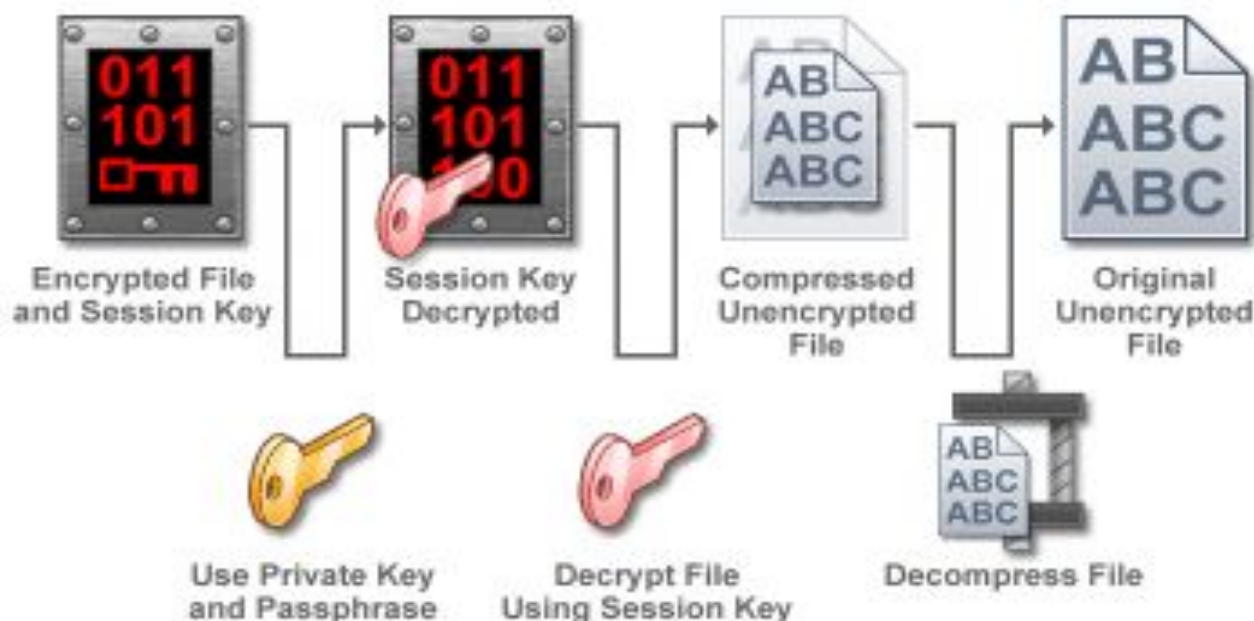 011
101
011
101
100
AB
ABC
ABC
AB
ABC
ABC
Encrypted File
and Session Key
Session Key
Decrypted
Compressed
Unencrypted
File
Original
Unencrypted
File
AB
ABC
ABC
Use Private Key
and Passphrase
Decrypt File
Using Session Key
Decompress File